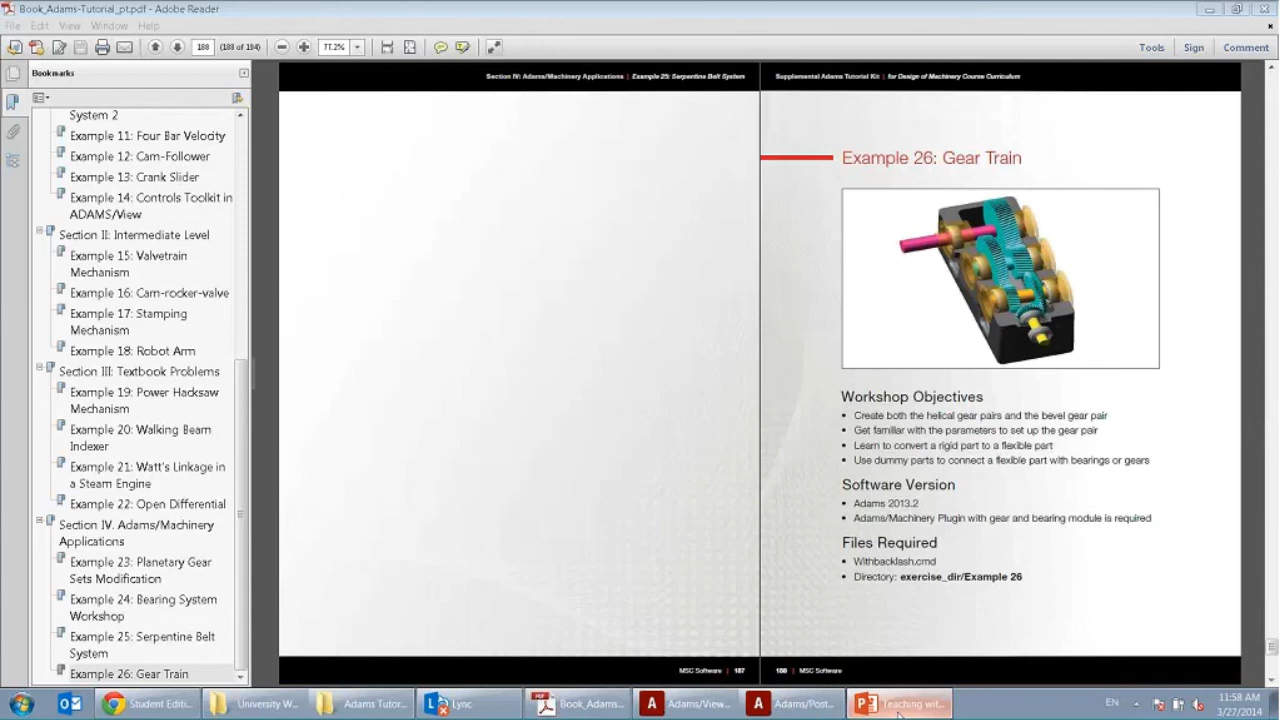 Book_Adams-Tutorial_pt.pdf - Adobe Reader
File Edit View Window Help
188 (188 of 194) 77.2% Tools Sign Comment
Bookmarks
System 2
Example 11: Four Bar Velocity
Example 12: Cam-Follower
Example 13: Crank Slider
Example 14: Controls Toolkit in
ADAMS/View
Section II: Intermediate Level
Example 15: Valvetrain
Mechanism
Example 16: Cam-rocker-valve
Example 17: Stamping
Mechanism
Example 18: Robot Arm
Section III: Textbook Problems
Example 19: Power Hacksaw
Mechanism
Example 20: Walking Beam
Indexer
Example 21: Watt's Linkage in
a Steam Engine
Example 22: Open Differential
Section IV. Adams/Machinery
Applications
Example 23: Planetary Gear
Sets Modification
Example 24: Bearing System
Workshop
Example 25: Serpentine Belt
System
Example 26: Gear Train
Section IV: Adams/Machinery Applications | Example 25: Serpentine Belt System
MSC Software | 187
Supplemental Adams Tutorial Kit | for Design of Machinery Course Curriculum
Example 26: Gear Train
Workshop Objectives
• Create both the helical gear pairs and the bevel gear pair
• Get familiar with the parameters to set up the gear pair
• Learn to convert a rigid part to a flexible part
• Use dummy parts to connect a flexible part with bearings or gears
Software Version
• Adams 2013.2
• Adams/Machinery Plugin with gear and bearing module is required
Files Required
• Withbacklash.cmd
• Directory: exercise_dir/Example 26
188 | MSC Software
Student Editi... University W... Adams Tutor... Lync Book_Adams... Adams/View... Adams/Post... Teaching wit... EN 11:58 AM
3/27/2014